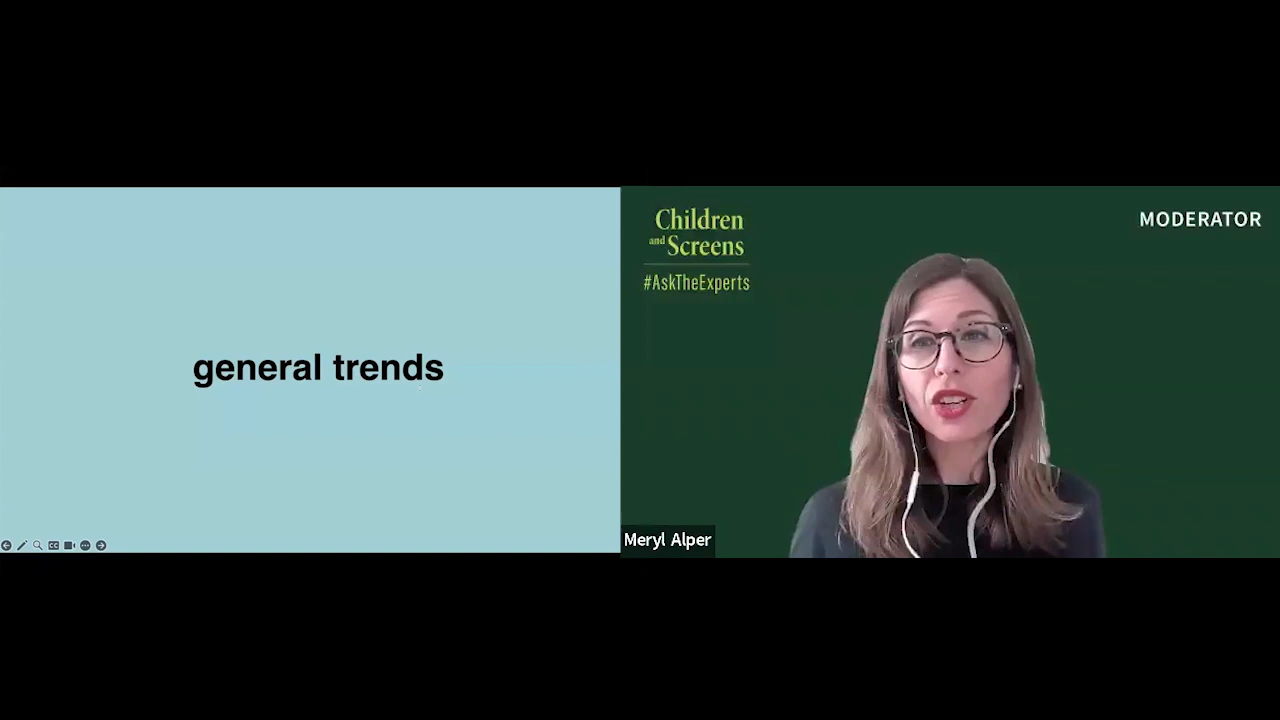 general trends
Children
and Screens
#AskTheExperts
MODERATOR
Meryl Alper